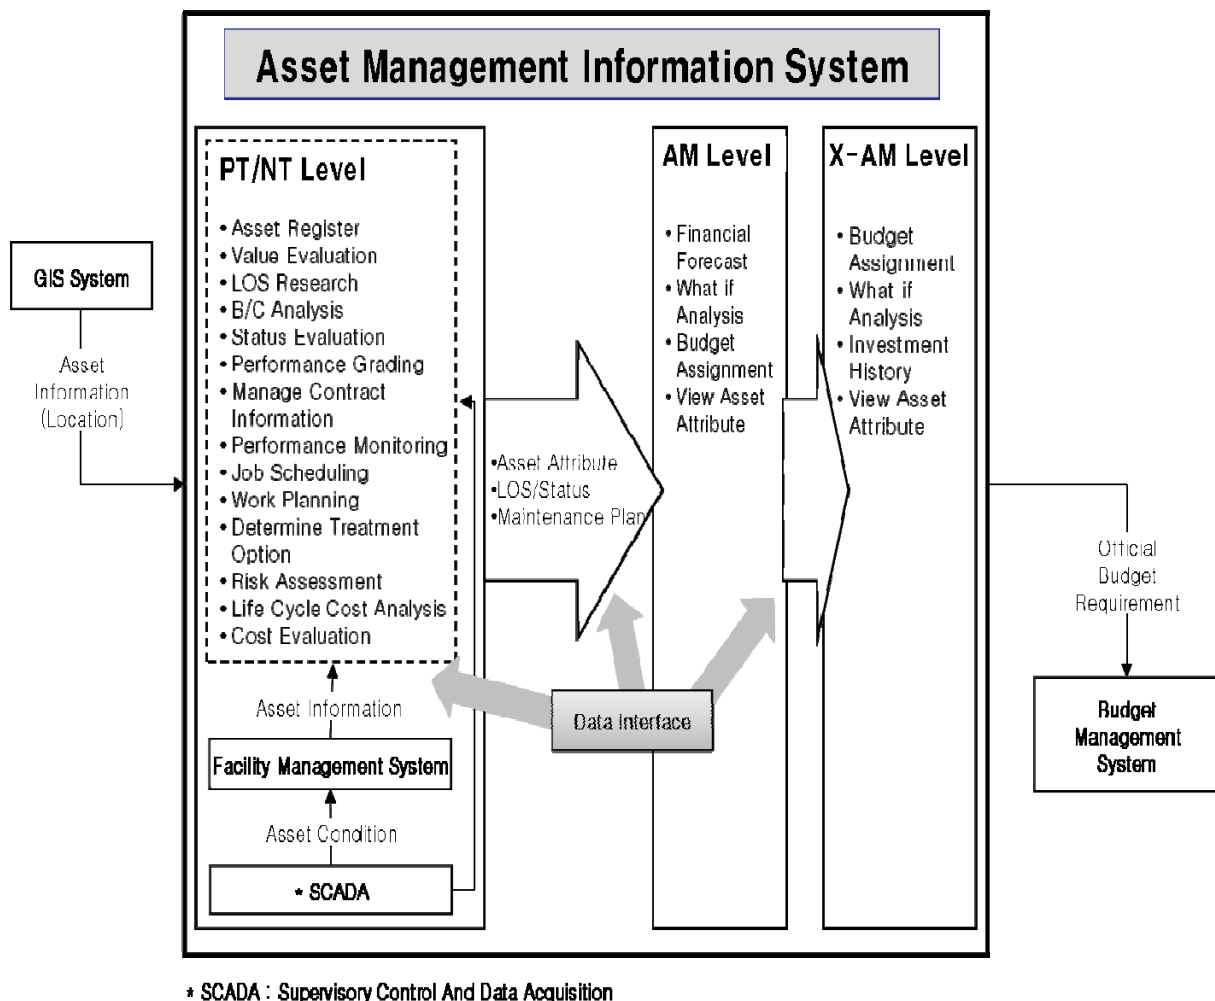 Asset Management Information System
PT/NT Level
• Asset Register
• Value Evaluation
• LOS Research
• B/C Analysis
• Status Evaluation
• Performance Grading
• Manage Contract
Information
• Performance Monitoring
• Job Scheduling
• Work Planning
• Determine Treatment
Option
• Risk Assessment
• Life Cycle Cost Analysis
• Cost Evaluation
Asset Information
Facility Management System
Asset Condition
* SCADA
GIS System
Asset
Information
(Location)
• Asset Attribute
• LOS/Status
• Maintenance Plan
Data Interface
AM Level
• Financial
Forecast
• What if
Analysis
• Budget
Assignment
• View Asset
Attribute
X-AM Level
• Budget
Assignment
• What if
Analysis
• Investment
History
• View Asset
Attribute
Official
Budget
Requirement
Budget
Management
System
* SCADA : Supervisory Control And Data Acquisition